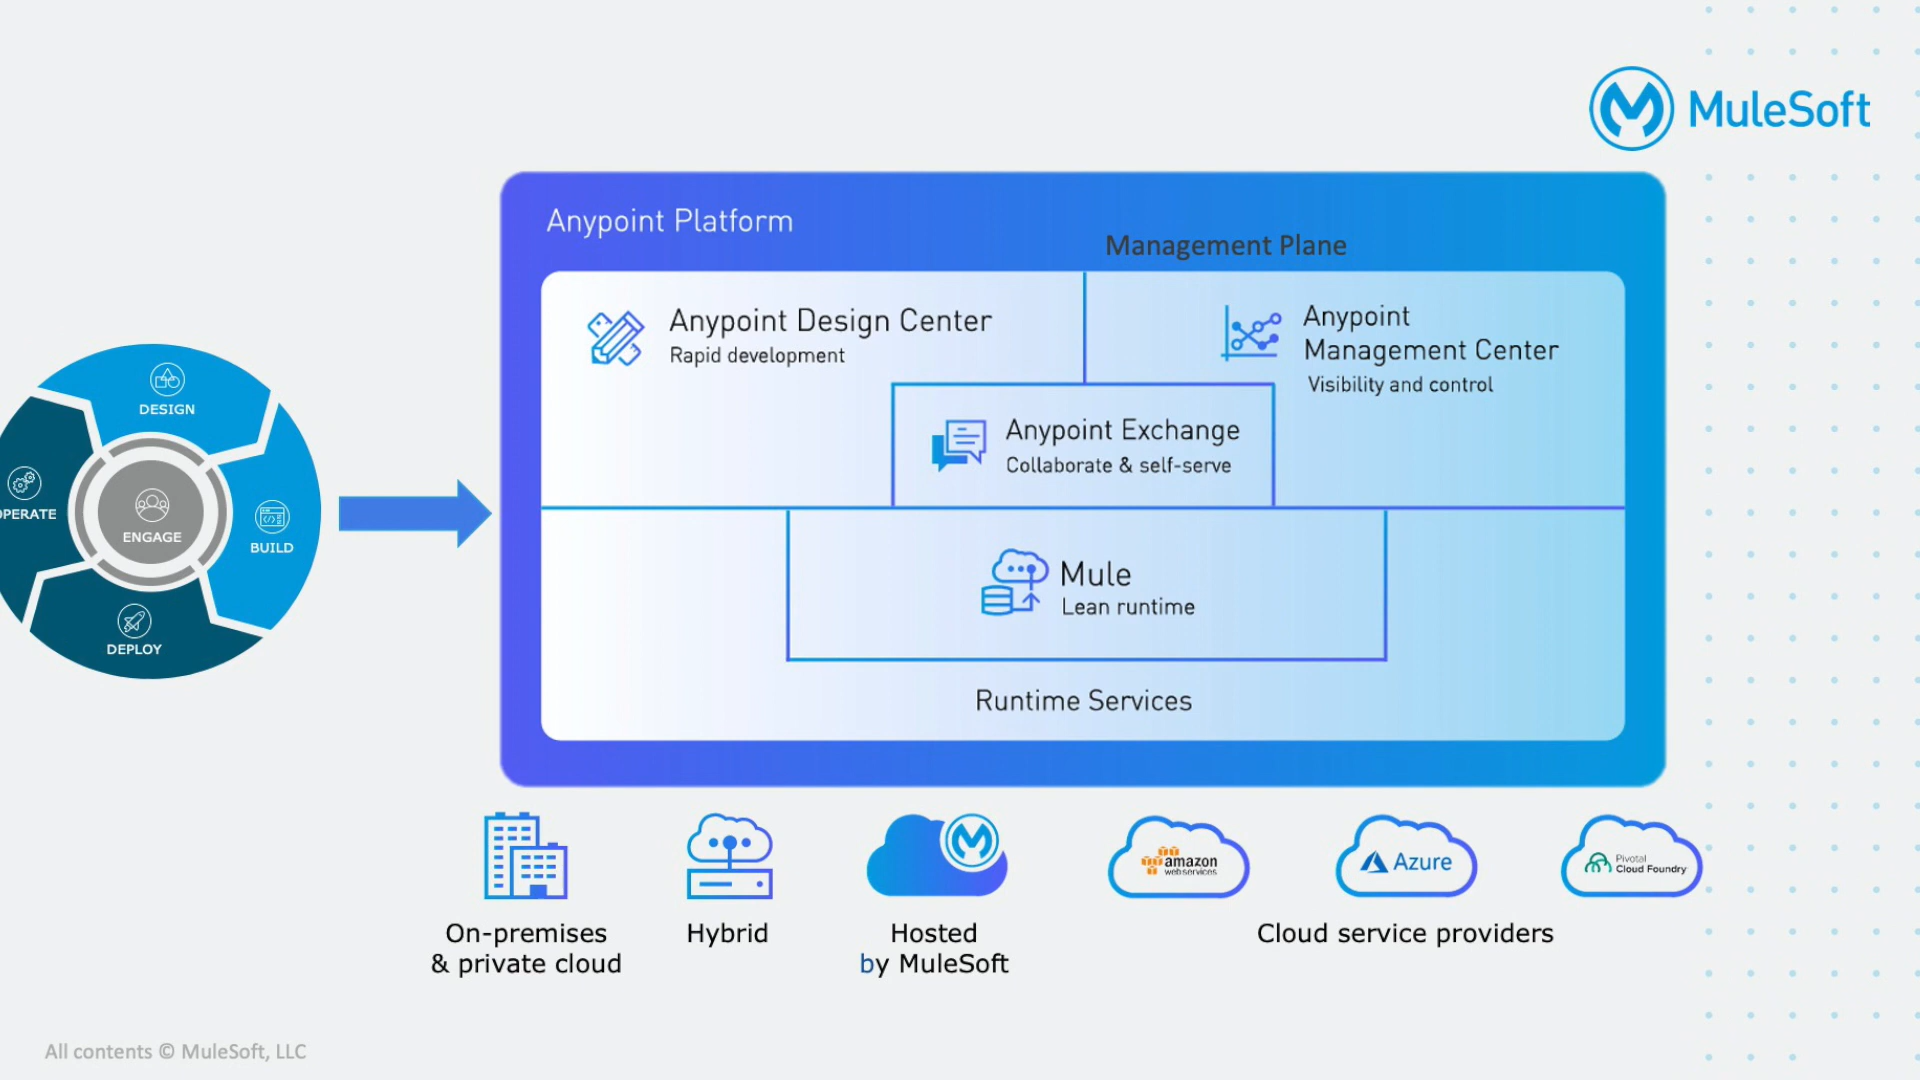 MuleSoft
Anypoint Platform
Management Plane
Anypoint Design Center
Rapid development
Anypoint
Management Center
Visibility and control
Anypoint Exchange
Collaborate & self-serve
Mule
Lean runtime
Runtime Services
DESIGN
PERATE
ENGAGE
BUILD
DEPLOY
amazon
webservices
Azure
Pivotal
Cloud Foundry
On-premises
& private cloud
Hybrid
Hosted
by MuleSoft
Cloud service providers
All contents © MuleSoft, LLC